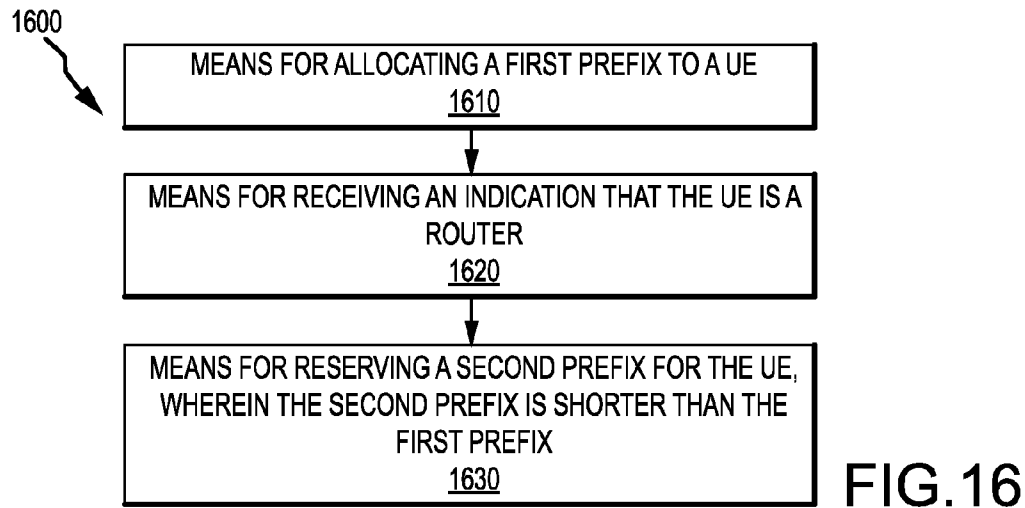 1600
MEANS FOR ALLOCATING A FIRST PREFIX TO A UE
1610
MEANS FOR RECEIVING AN INDICATION THAT THE UE IS A
ROUTER
1620
MEANS FOR RESERVING A SECOND PREFIX FOR THE UE,
WHEREIN THE SECOND PREFIX IS SHORTER THAN THE
FIRST PREFIX
1630
FIG.16